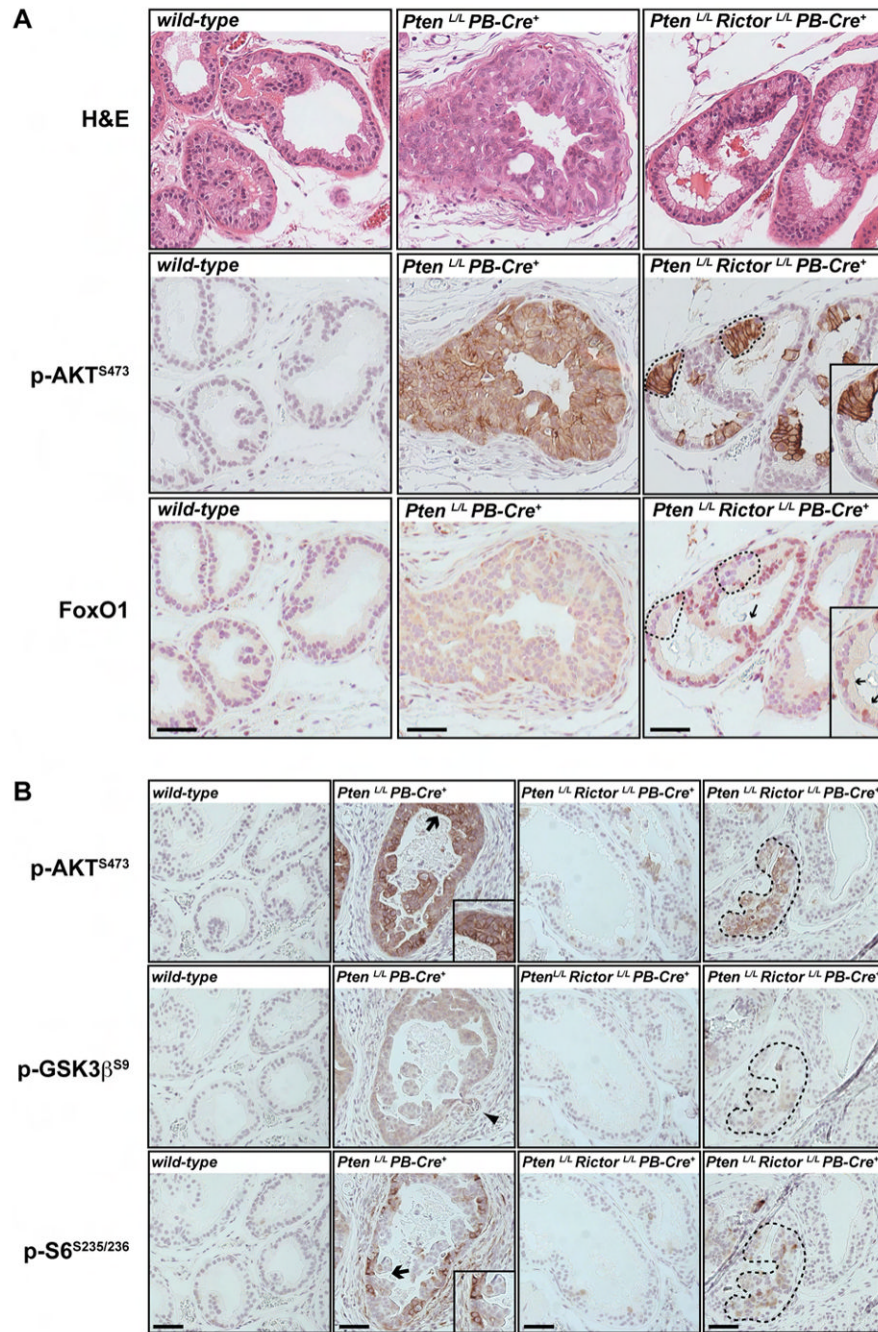 A
wild-type
Pten L/L PB-Cre+
Pten L/L Rictor L/L PB-Cre+
H&E
wild-type
Pten L/L PB-Cre+
Pten L/L Rictor L/L PB-Cre+
p-AKTS473
wild-type
Pten L/L PB-Cre+
Pten L/L Rictor L/L PB-Cre+
FoxO1
B
wild-type
Pten L/L PB-Cre+
Pten L/L Rictor L/L PB-Cre+
Pten L/L Rictor L/L PB-Cre+
p-AKTS473
wild-type
Pten L/L PB-Cre+
PtenL/L Rictor L/L PB-Cre+
Pten L/L Rictor L/L PB-Cre+
p-GSK3βS9
wild-type
Pten L/L PB-Cre+
Pten L/L Rictor L/L PB-Cre+
Pten L/L Rictor L/L PB-Cre+
p-S6S235/236